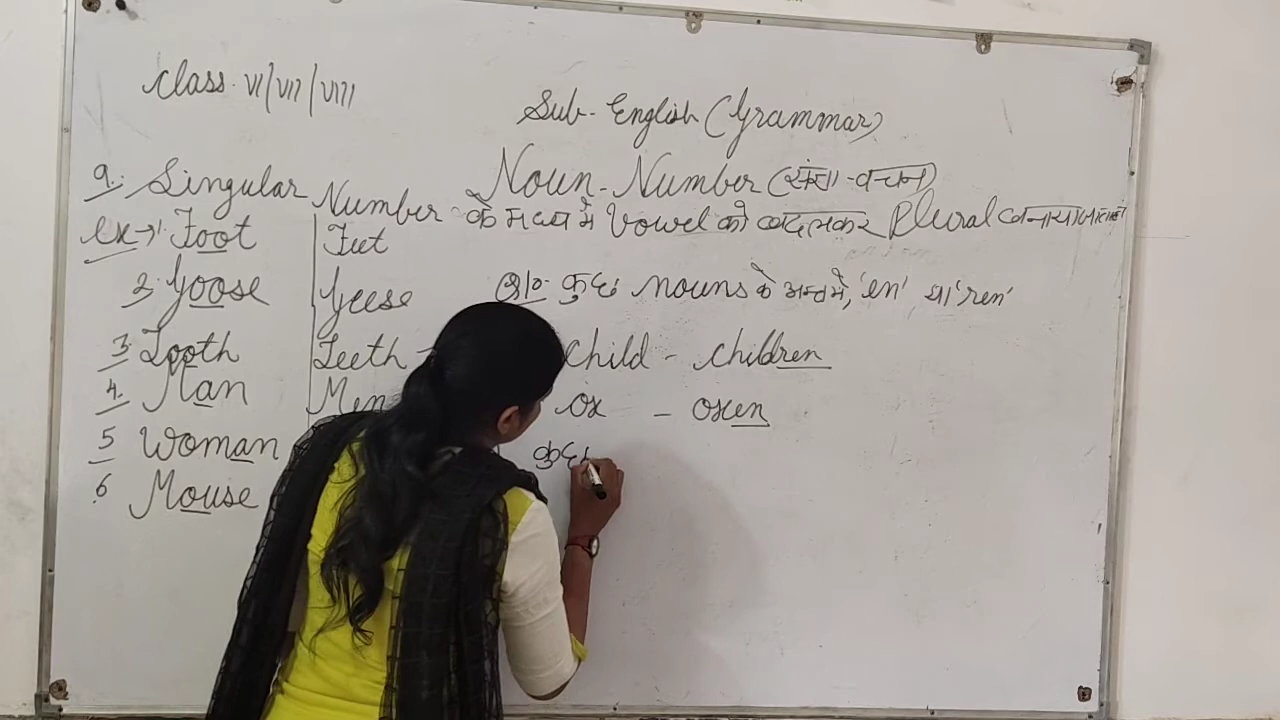 Class. VI/VII/VIII
Sub- English (Grammar)
Noun-Number (संज्ञा-वचन)
9. Singular Number के मध्य में Vowel को बदलकर Plural बनाया जाता है
Ex→ 1. Foot Feet
2. Goose Geese
3. Tooth Teeth
4. Man Men
5 Woman
6 Mouse
10. कुछ nouns के अन्त में, 'en' या 'ren'
Child - Children
Ox - Oxen
कुछ